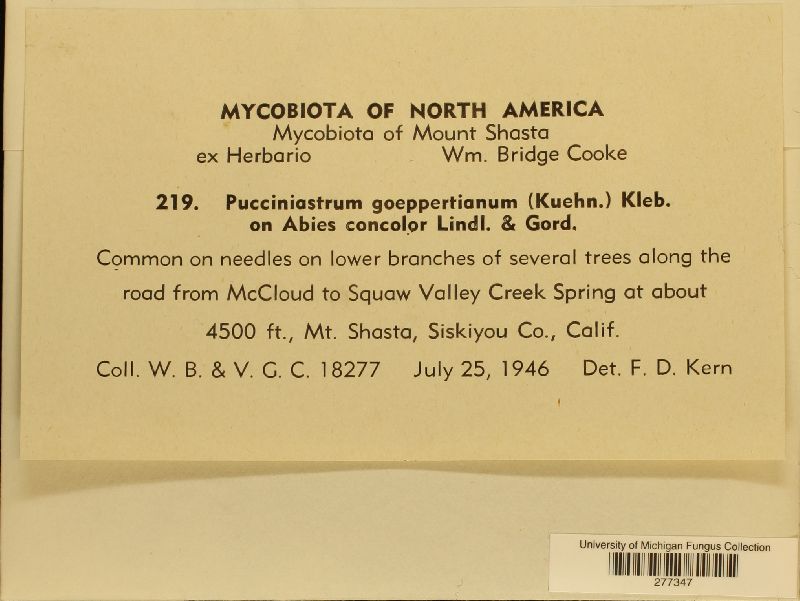 MYCOBIOTA OF NORTH AMERICA
Mycobiota of Mount Shasta
ex Herbario Wm. Bridge Cooke
219. Pucciniastrum goeppertianum (Kuehn.) Kleb.
on Abies concolor Lindl. & Gord.
Common on needles on lower branches of several trees along the
road from McCloud to Squaw Valley Creek Spring at about
4500 ft., Mt. Shasta, Siskiyou Co., Calif.
Coll. W. B. & V. G. C. 18277 July 25, 1946 Det. F. D. Kern
University of Michigan Fungus Collection
277347